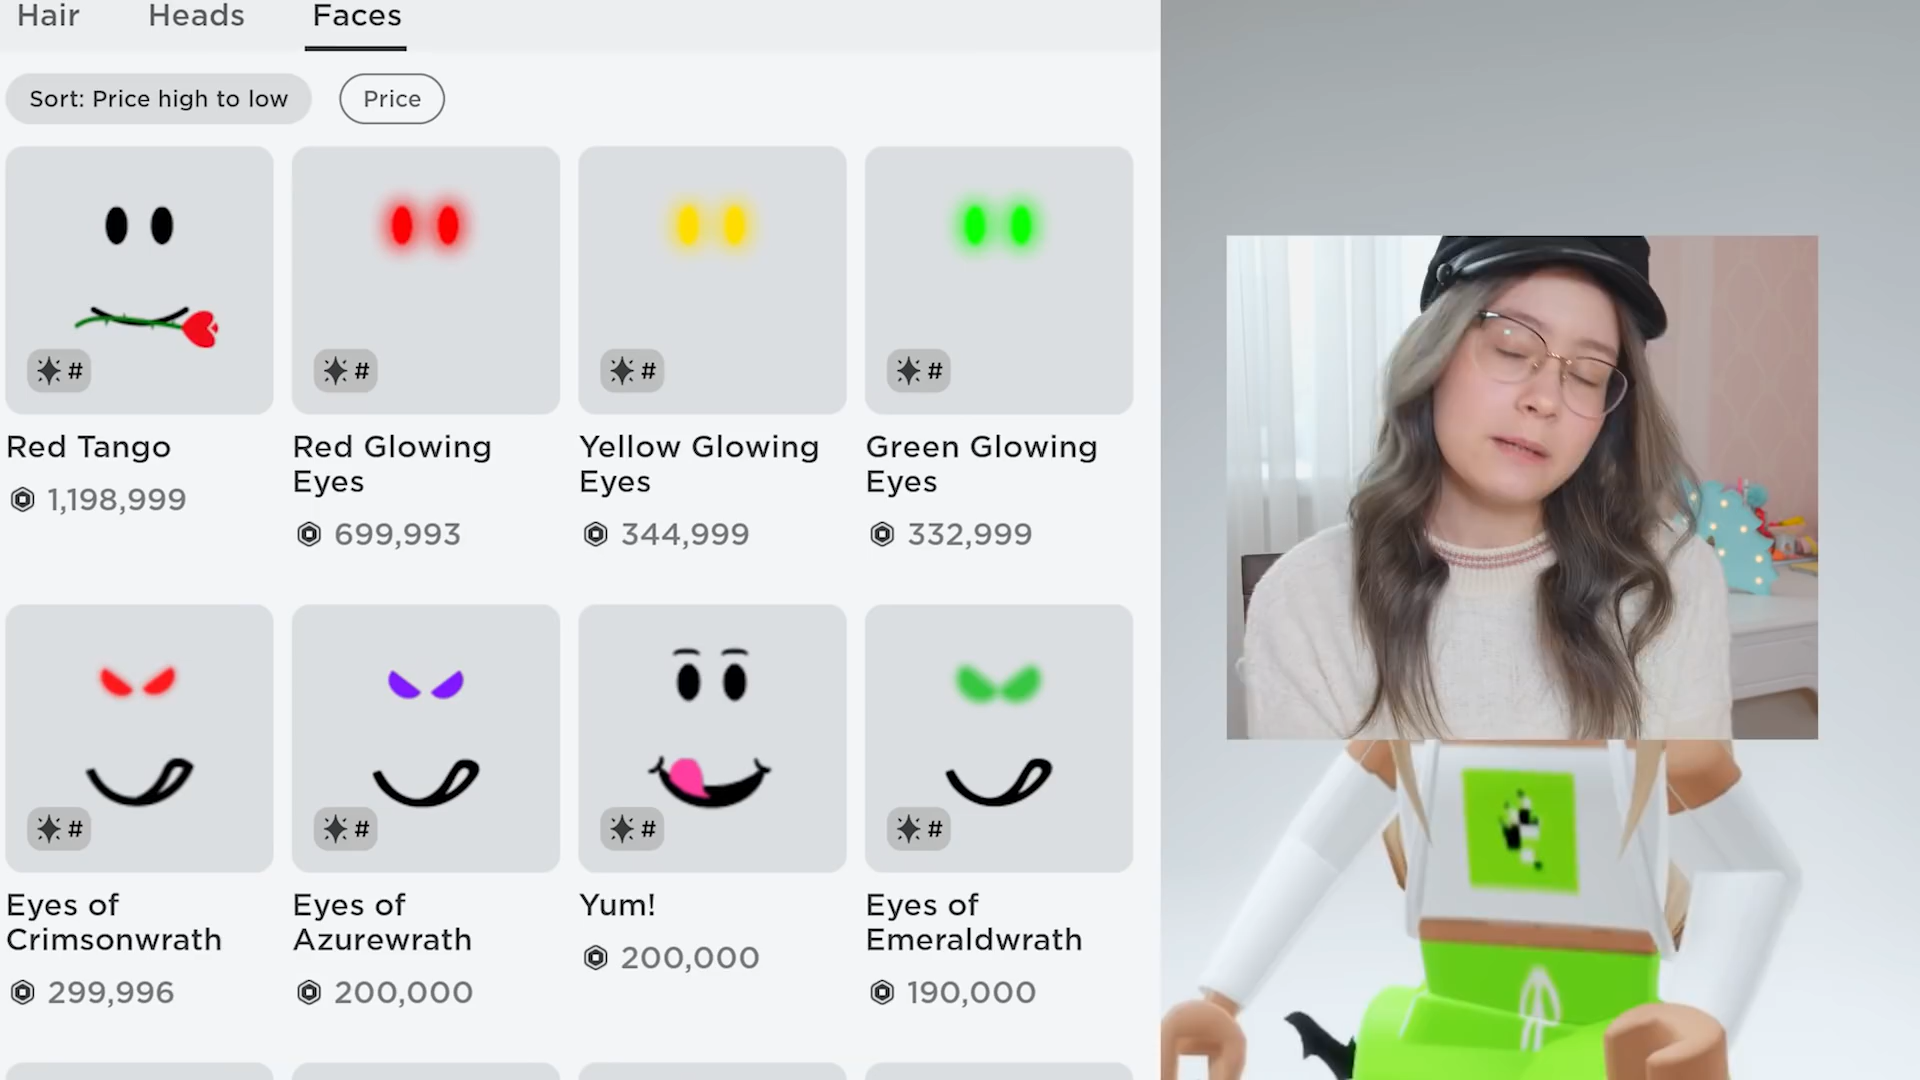 Hair Heads Faces
Sort: Price high to low Price
#
#
#
#
Red Tango
1,198,999
Red Glowing
Eyes
699,993
Yellow Glowing
Eyes
344,999
Green Glowing
Eyes
332,999
#
#
#
#
Eyes of
Crimsonwrath
299,996
Eyes of
Azurewrath
200,000
Yum!
200,000
Eyes of
Emeraldwrath
190,000